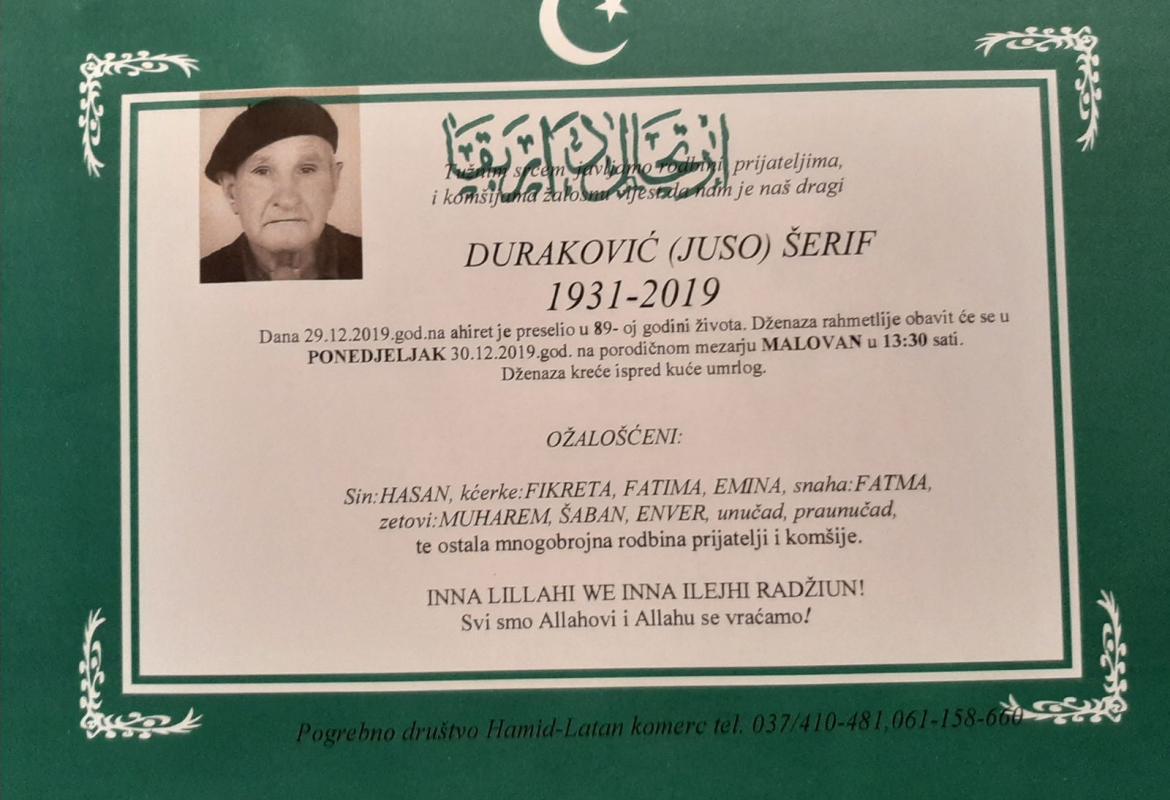 إنتقال دار بقا
Tužnim srcem javljamo rodbini, prijateljima,
i komšijama žalosnu vijest da nam je naš dragi
DURAKOVIĆ (JUSO) ŠERIF
1931-2019
Dana 29.12.2019.god.na ahiret je preselio u 89- oj godini života. Dženaza rahmetlije obavit će se u
PONEDJELJAK 30.12.2019.god. na porodičnom mezarju MALOVAN u 13:30 sati.
Dženaza kreće ispred kuće umrlog.
OŽALOŠĆENI:
Sin:HASAN, kćerke:FIKRETA, FATIMA, EMINA, snaha:FATMA,
zetovi:MUHAREM, ŠABAN, ENVER, unučad, praunučad,
te ostala mnogobrojna rodbina prijatelji i komšije.
INNA LILLAHI WE INNA ILEJHI RADŽIUN!
Svi smo Allahovi i Allahu se vraćamo!
Pogrebno društvo Hamid-Latan komerc tel. 037/410-481,061-158-660